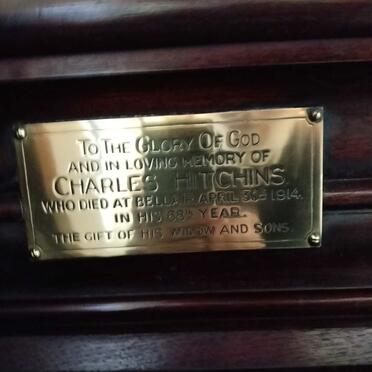 TO THE GLORY OF GOD
AND IN LOVING MEMORY OF
CHARLES HITCHINS
WHO DIED AT APRIL 1914.
IN HIS 68TH YEAR.
THE GIFT OF HIS WIDOW AND SONS.